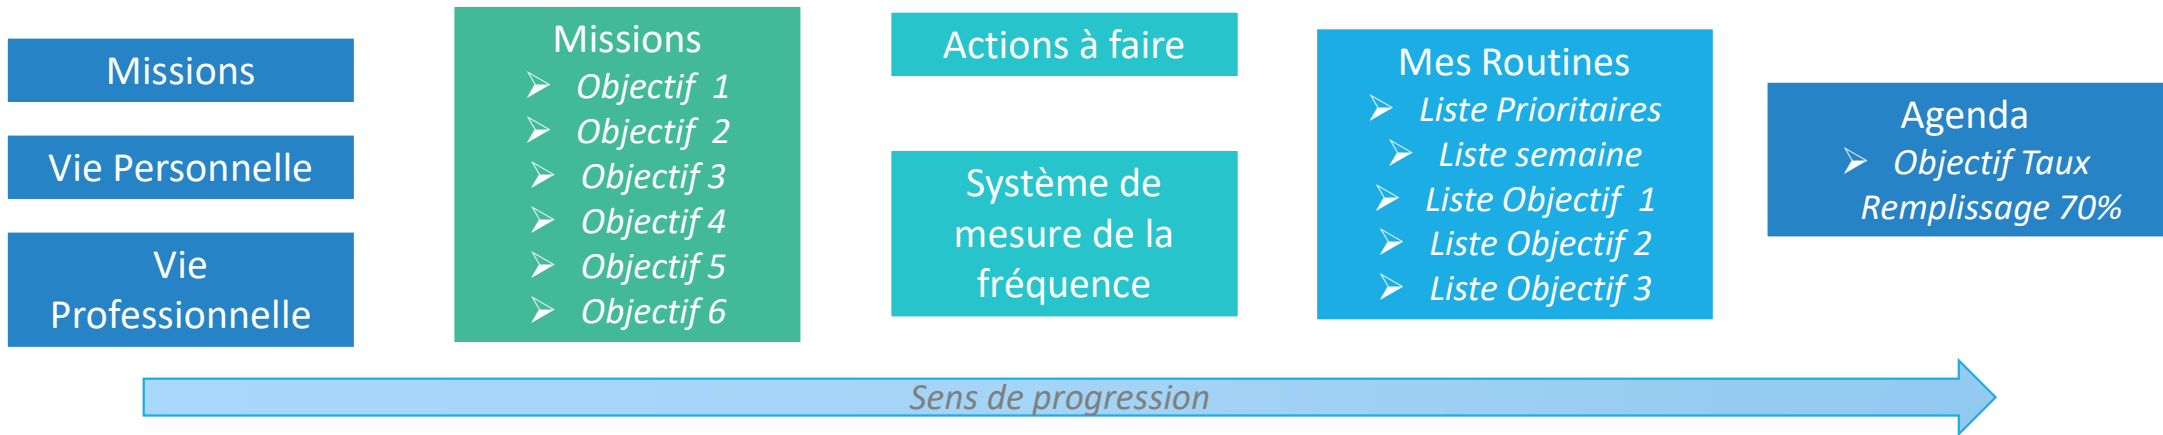 Missions
Vie Personnelle
Vie
Professionnelle
Missions
➢ Objectif 1
➢ Objectif 2
➢ Objectif 3
➢ Objectif 4
➢ Objectif 5
➢ Objectif 6
Actions à faire
Système de
mesure de la
fréquence
Mes Routines
➢ Liste Prioritaires
➢ Liste semaine
➢ Liste Objectif 1
➢ Liste Objectif 2
➢ Liste Objectif 3
Agenda
➢ Objectif Taux
Remplissage 70%
Sens de progression